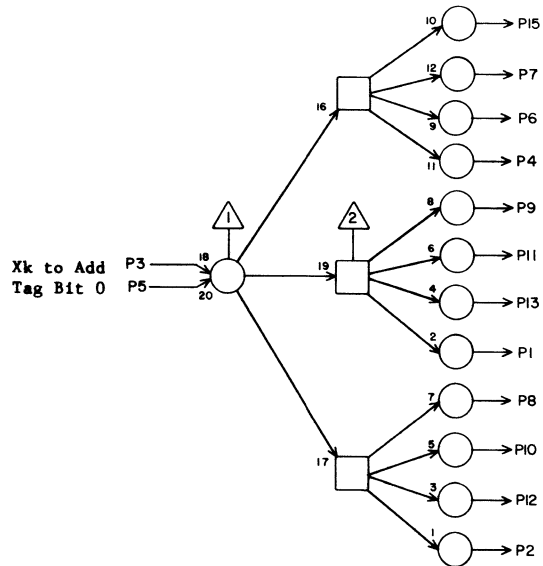 10 P15
12 P7
16
9 P6
11 P4
1 2
8 P9
Xk to Add P3 18
19 6 P11
Tag Bit 0 P5 20
4 P13
2 P1
7 P8
17 5 P10
3 P12
1 P2